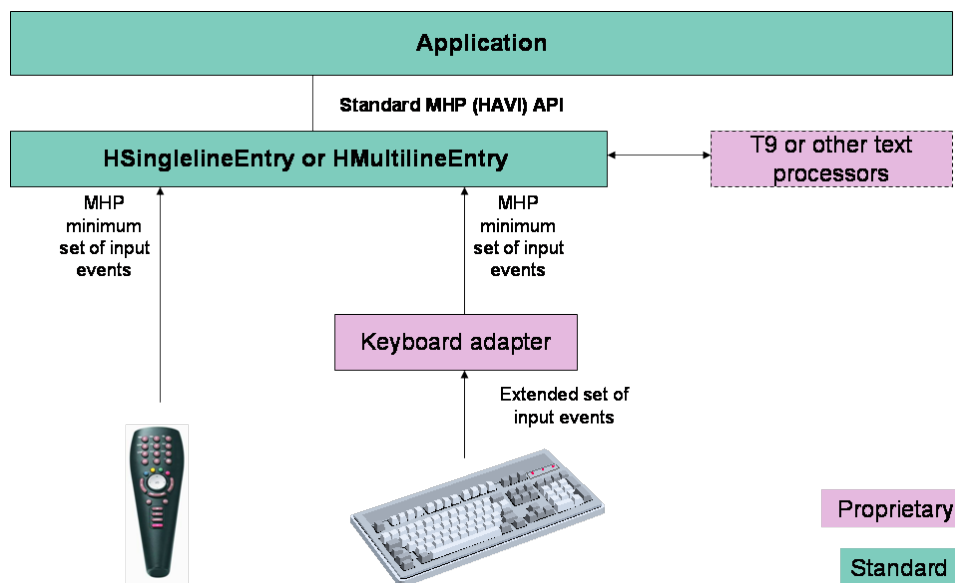 Application
Standard MHP (HAVI) API
HSinglelineEntry or HMultilineEntry
T9 or other text
processors
MHP
minimum
set of input
events
MHP
minimum
set of input
events
Keyboard adapter
Extended set of
input events
Proprietary
Standard